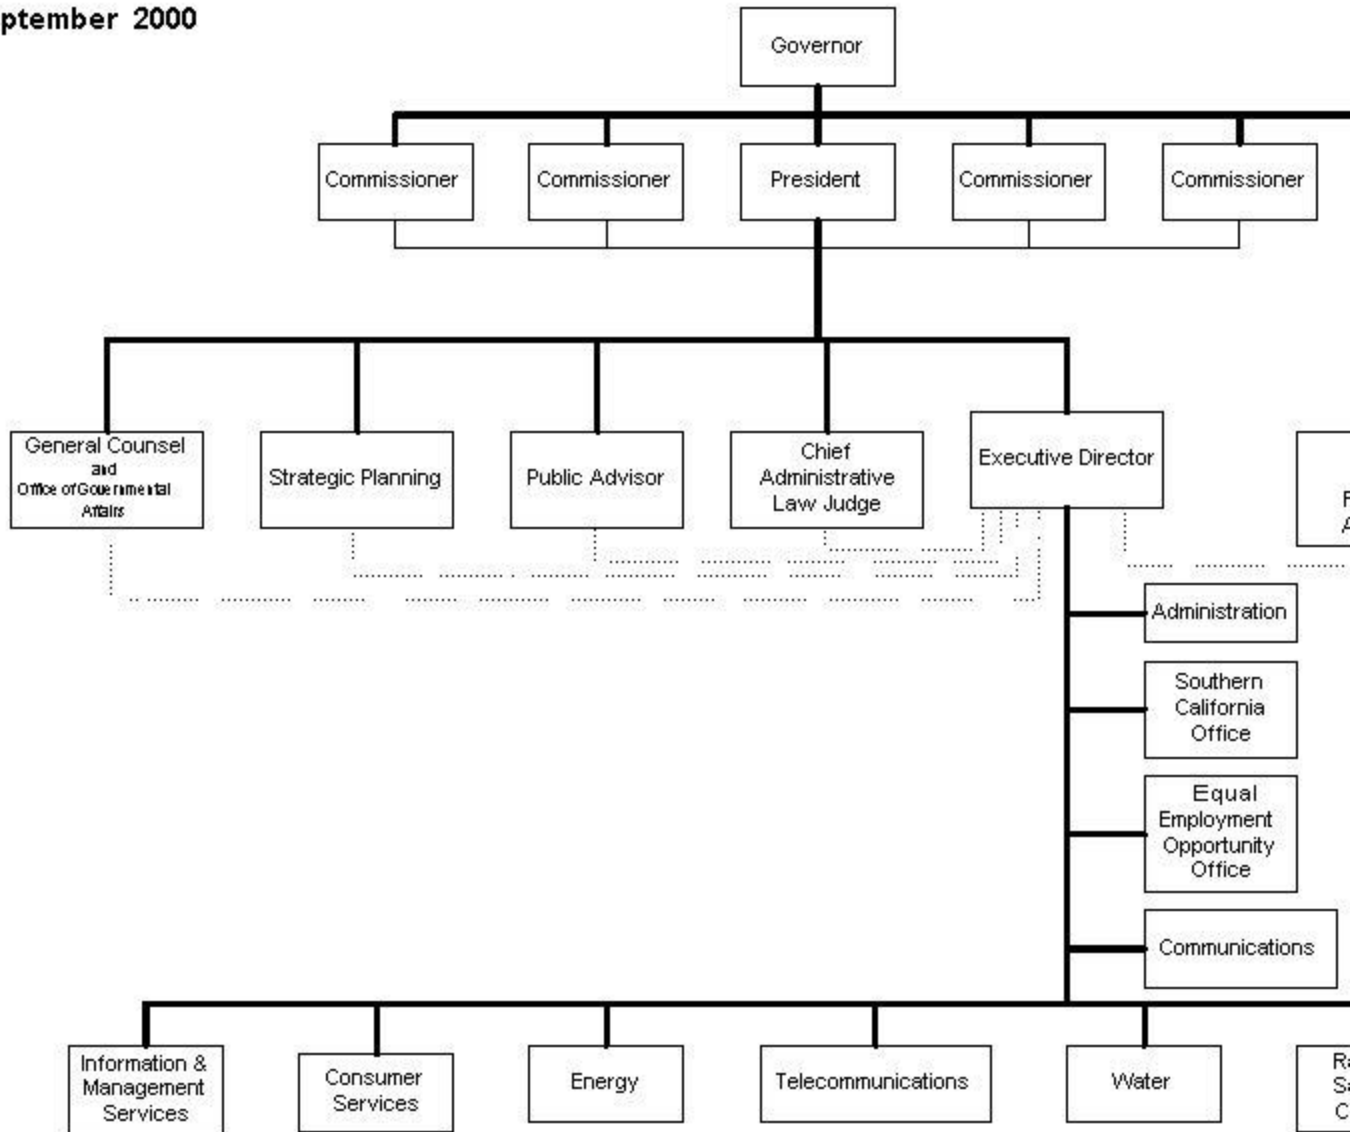 ptember 2000
Governor
Commissioner
Commissioner
President
Commissioner
Commissioner
General Counsel
and
Office of Governmental
Affairs
Strategic Planning
Public Advisor
Chief
Administrative
Law Judge
Executive Director
Administration
Southern
California
Office
Equal
Employment
Opportunity
Office
Communications
Information &
Management
Services
Consumer
Services
Energy
Telecommunications
Water